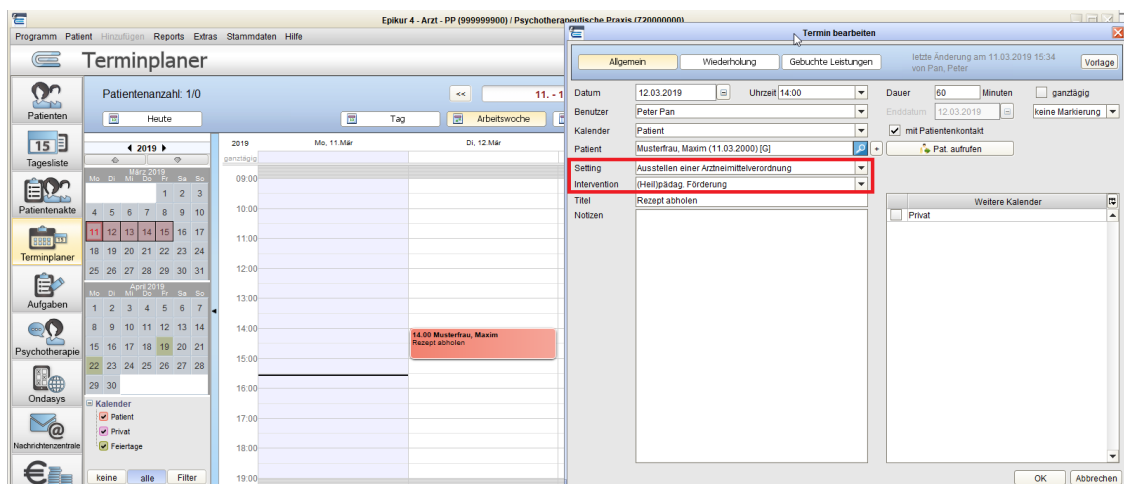 Epikur 4 - Arzt - PP (999999900) / Psychotherapeutische Praxis (720000000)
Programm Patient Hinzufügen Reports Extras Stammdaten Hilfe
Terminplaner
Patienten
Tagesliste
Patientenakte
Terminplaner
Aufgaben
Psychotherapie
Ondasys
Nachrichtenzentrale
Patientenanzahl: 1/0
Heute
2019
März 2019
Mo Di Mi Do Fr Sa So
1 2 3
4 5 6 7 8 9 10
11 12 13 14 15 16 17
18 19 20 21 22 23 24
25 26 27 28 29 30 31
April 2019
Mo Di Mi Do Fr Sa So
1 2 3 4 5 6 7
8 9 10 11 12 13 14
15 16 17 18 19 20 21
22 23 24 25 26 27 28
29 30
Kalender
Patient
Privat
Feiertage
keine alle Filter
<< 11. - 1
Tag Arbeitswoche
2019 Mo, 11.Mär Di, 12.Mär
ganztägig
09:00
10:00
11:00
12:00
13:00
14:00
14.00 Musterfrau, Maxim
Rezept abholen
15:00
16:00
17:00
18:00
19:00
Termin bearbeiten
Allgemein Wiederholung Gebuchte Leistungen
letzte Änderung am 11.03.2019 15:34
von Pan, Peter
Vorlage
Datum 12.03.2019 Uhrzeit 14:00 Dauer 60 Minuten ganztägig
Benutzer Peter Pan Enddatum 12.03.2019 keine Markierung
Kalender Patient mit Patientenkontakt
Patient Musterfrau, Maxim (11.03.2000) [G] + Pat. aufrufen
Setting Ausstellen einer Arztneimittelverordnung
Intervention (Heil)pädag. Förderung
Titel Rezept abholen
Notizen
Weitere Kalender
Privat
OK Abbrechen